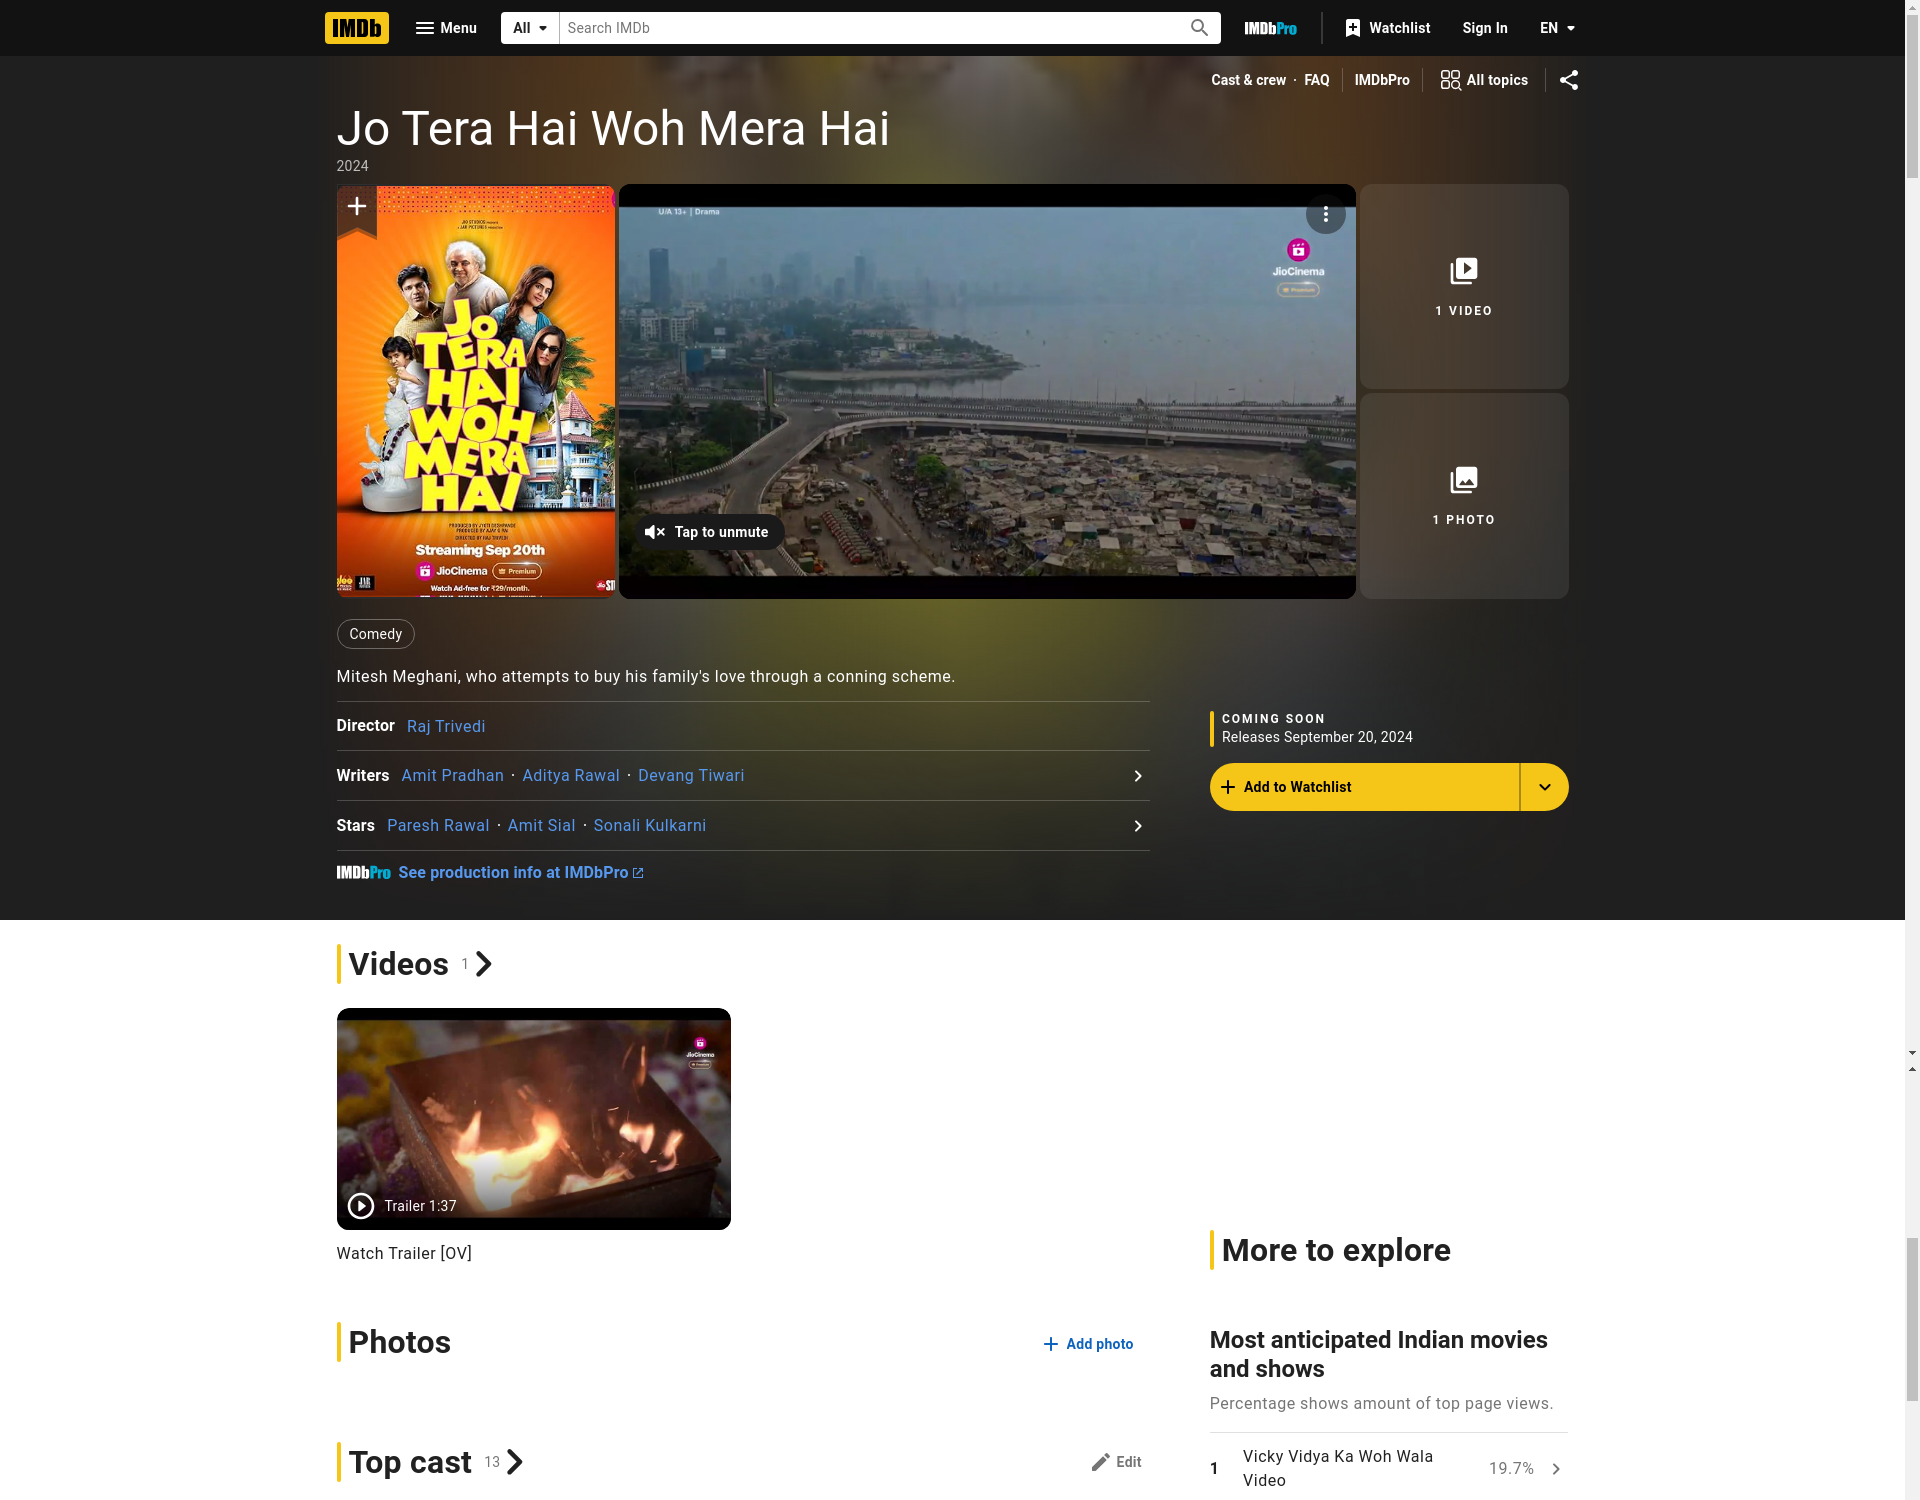 IMDb
Menu
All
Search IMDb
IMDbPro
Watchlist
Sign In
EN
Cast & crew · FAQ
IMDbPro
All topics
Jo Tera Hai Woh Mera Hai
2024
JO
TERA
HAI
WOH
MERA
HAI
DIRECTED BY RAJ TRIVEDI
Streaming Sep 20th
JioCinema Premium
Watch Ad-free for ₹29/month.
U/A 13+ | Drama
JioCinema
Premium
Tap to unmute
1 VIDEO
1 PHOTO
Comedy
Mitesh Meghani, who attempts to buy his family's love through a conning scheme.
Director Raj Trivedi
Writers Amit Pradhan · Aditya Rawal · Devang Tiwari
Stars Paresh Rawal · Amit Sial · Sonali Kulkarni
IMDbPro See production info at IMDbPro
COMING SOON
Releases September 20, 2024
Add to Watchlist
Videos 1
JioCinema
Trailer 1:37
Watch Trailer [OV]
Photos
Add photo
Top cast 13
Edit
More to explore
Most anticipated Indian movies
and shows
Percentage shows amount of top page views.
1 Vicky Vidya Ka Woh Wala
Video
19.7%